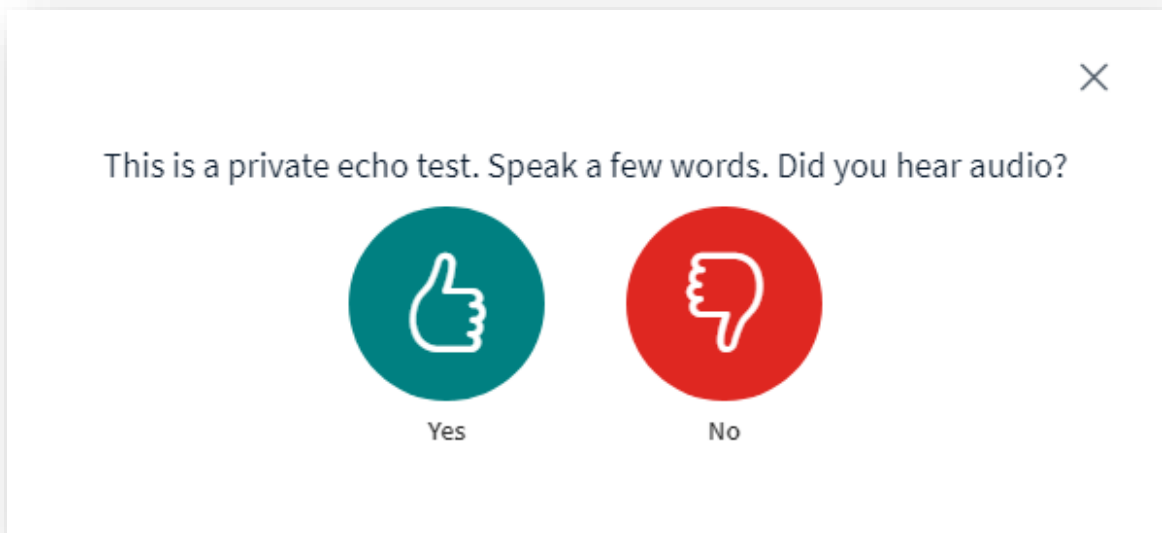 This is a private echo test. Speak a few words. Did you hear audio?
Yes
No